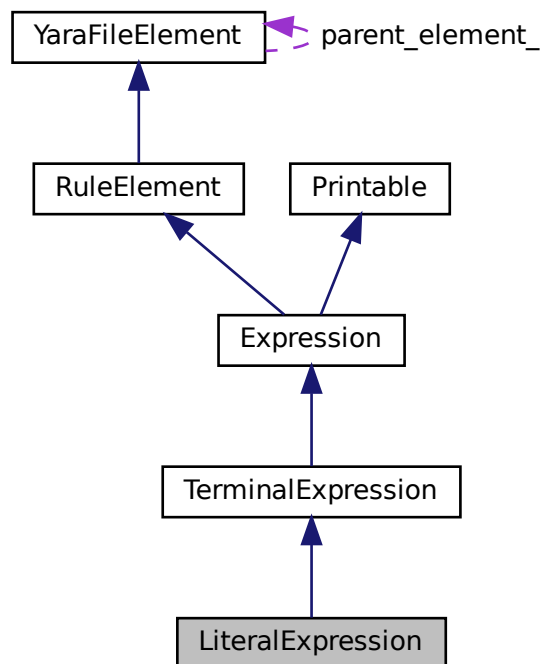 YaraFileElement
parent_element_
RuleElement
Printable
Expression
TerminalExpression
LiteralExpression